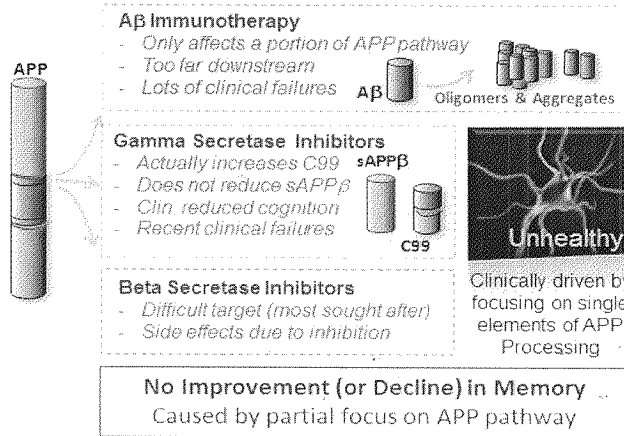 Aβ Immunotherapy
- Only affects a portion of APP pathway
- Too far downstream
- Lots of clinical failures
APP
Aβ
Oligomers & Aggregates
Gamma Secretase Inhibitors
- Actually increases C99
- Does not reduce sAPPβ
- Clin. reduced cognition
- Recent clinical failures
sAPPβ
C99
Unhealthy
Beta Secretase Inhibitors
- Difficult target (most sought after)
- Side effects due to inhibition
Clinically driven by
focusing on single
elements of APP
Processing
No Improvement (or Decline) in Memory
Caused by partial focus on APP pathway